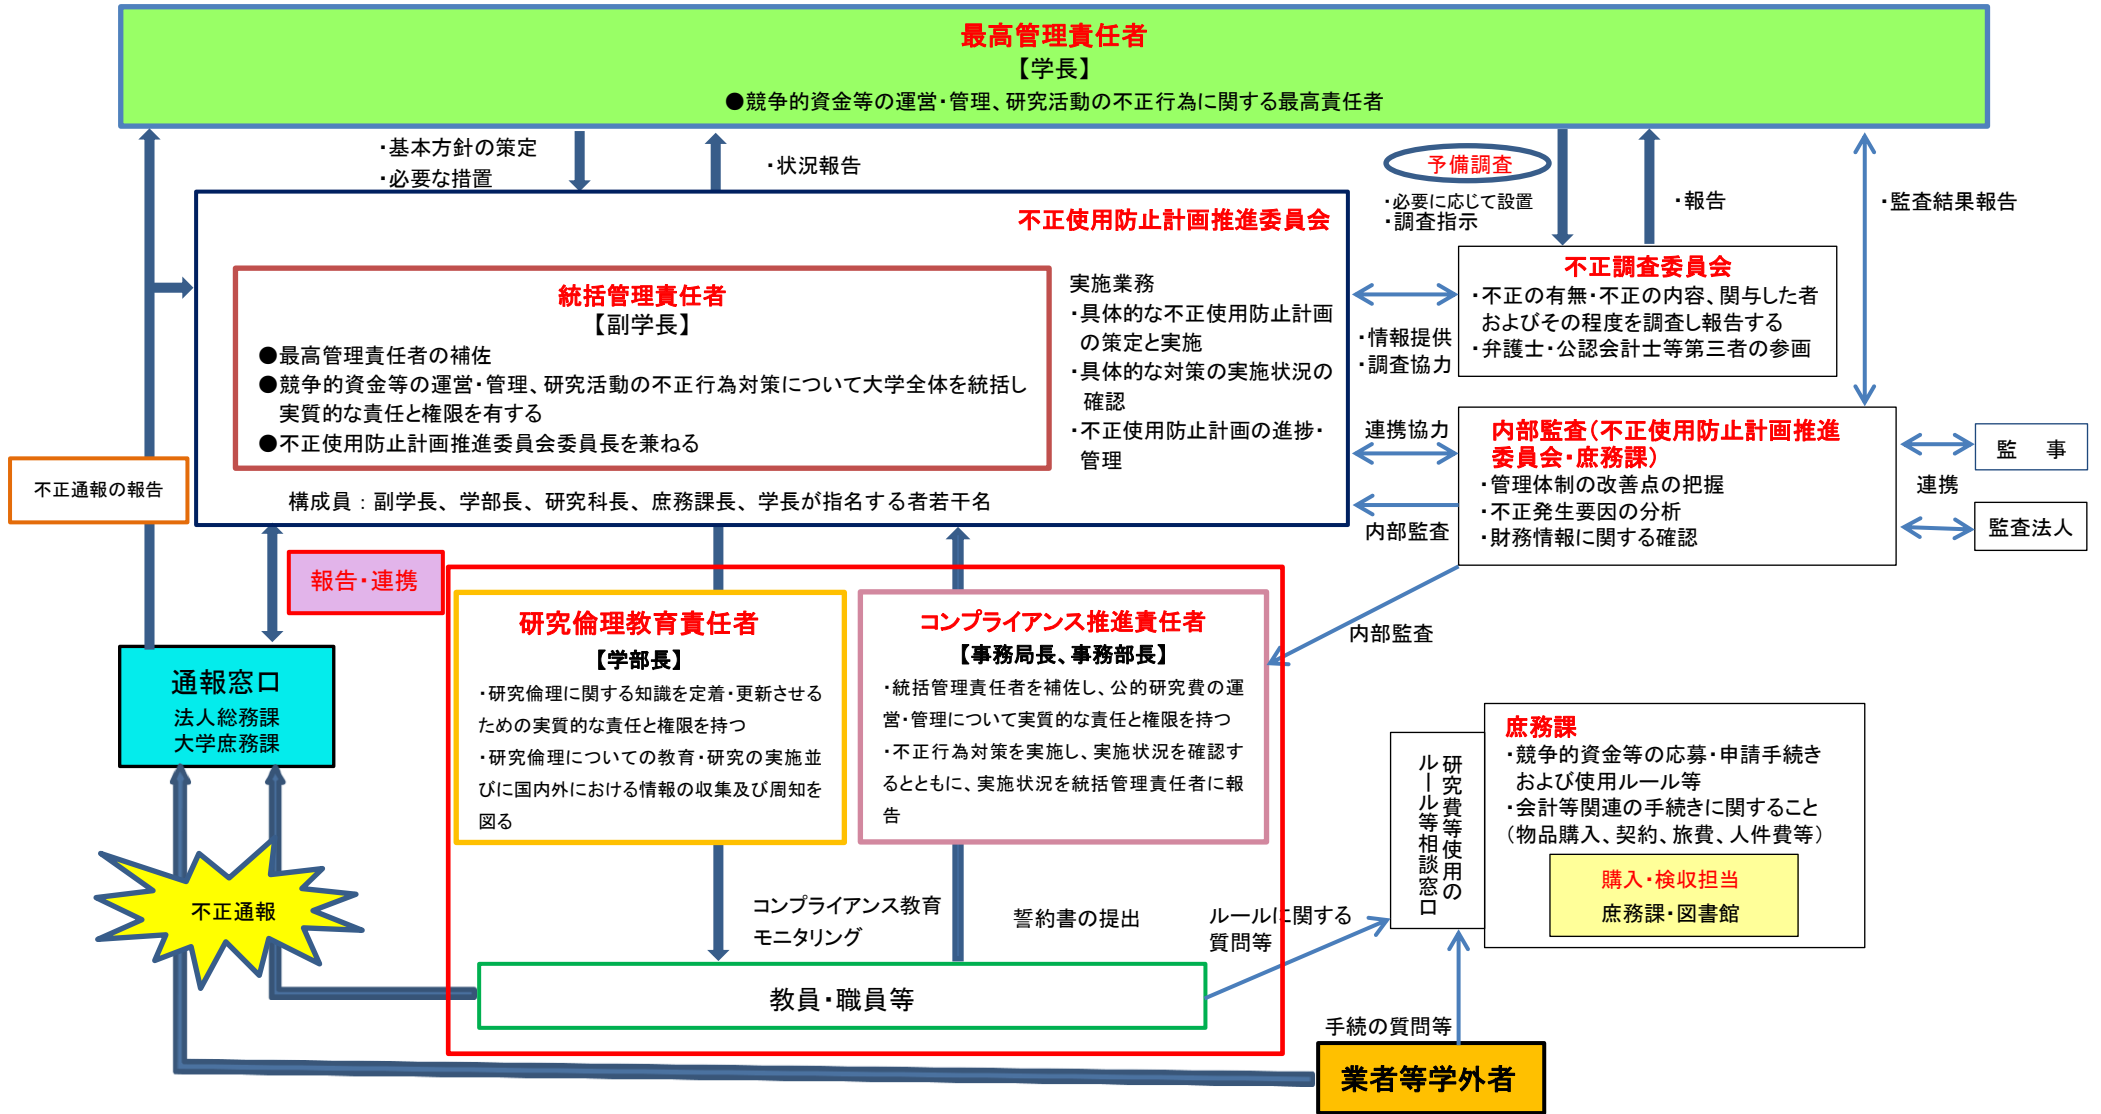 最高管理責任者
【学長】
●競争的資金等の運営・管理、研究活動の不正行為に関する最高責任者
・基本方針の策定
・必要な措置
・状況報告
予備調査
・必要に応じて設置
・調査指示
・報告
・監査結果報告
不正使用防止計画推進委員会
統括管理責任者
【副学長】
●最高管理責任者の補佐
●競争的資金等の運営・管理、研究活動の不正行為対策について大学全体を統括し
実質的な責任と権限を有する
●不正使用防止計画推進委員会委員長を兼ねる
実施業務
・具体的な不正使用防止計画
の策定と実施
・具体的な対策の実施状況の
確認
・不正使用防止計画の進捗・
管理
構成員：副学長、学部長、研究科長、庶務課長、学長が指名する者若干名
・情報提供
・調査協力
不正調査委員会
・不正の有無・不正の内容、関与した者
およびその程度を調査し報告する
・弁護士・公認会計士等第三者の参画
連携協力
内部監査
内部監査（不正使用防止計画推進
委員会・庶務課）
・管理体制の改善点の把握
・不正発生要因の分析
・財務情報に関する確認
監　事
連携
監査法人
不正通報の報告
報告・連携
研究倫理教育責任者
【学部長】
・研究倫理に関する知識を定着・更新させる
ための実質的な責任と権限を持つ
・研究倫理についての教育・研究の実施並
びに国内外における情報の収集及び周知を
図る
コンプライアンス推進責任者
【事務局長、事務部長】
・統括管理責任者を補佐し、公的研究費の運
営・管理について実質的な責任と権限を持つ
・不正行為対策を実施し、実施状況を確認す
るとともに、実施状況を統括管理責任者に報
告
内部監査
通報窓口
法人総務課
大学庶務課
不正通報
コンプライアンス教育
モニタリング
誓約書の提出
ルールに関する
質問等
研究費等使用の
ルール等相談窓口
庶務課
・競争的資金等の応募・申請手続き
および使用ルール等
・会計等関連の手続きに関すること
（物品購入、契約、旅費、人件費等）
購入・検収担当
庶務課・図書館
教員・職員等
手続の質問等
業者等学外者